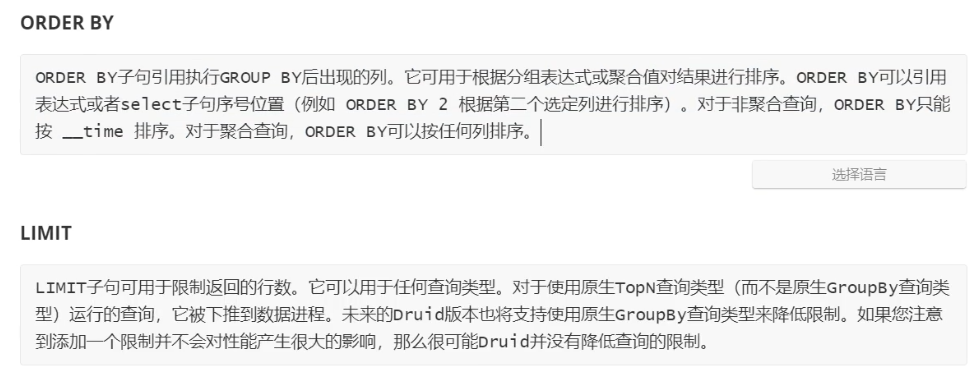 ORDER BY
ORDER BY子句引用执行GROUP BY后出现的列。它可用于根据分组表达式或聚合值对结果进行排序。ORDER BY可以引用
表达式或者select子句序号位置（例如 ORDER BY 2 根据第二个选定列进行排序）。对于非聚合查询，ORDER BY只能
按 __time 排序。对于聚合查询，ORDER BY可以按任何列排序。
选择语言
LIMIT
LIMIT子句可用于限制返回的行数。它可以用于任何查询类型。对于使用原生TopN查询类型（而不是原生GroupBy查询类
型）运行的查询，它被下推到数据进程。未来的Druid版本也将支持使用原生GroupBy查询类型来降低限制。如果您注意
到添加一个限制并不会对性能产生很大的影响，那么很可能Druid并没有降低查询的限制。